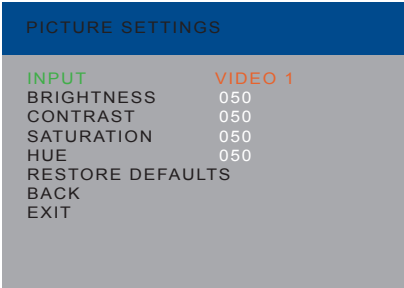 PICTURE SETTINGS
INPUT VIDEO 1
BRIGHTNESS 050
CONTRAST 050
SATURATION 050
HUE 050
RESTORE DEFAULTS
BACK
EXIT